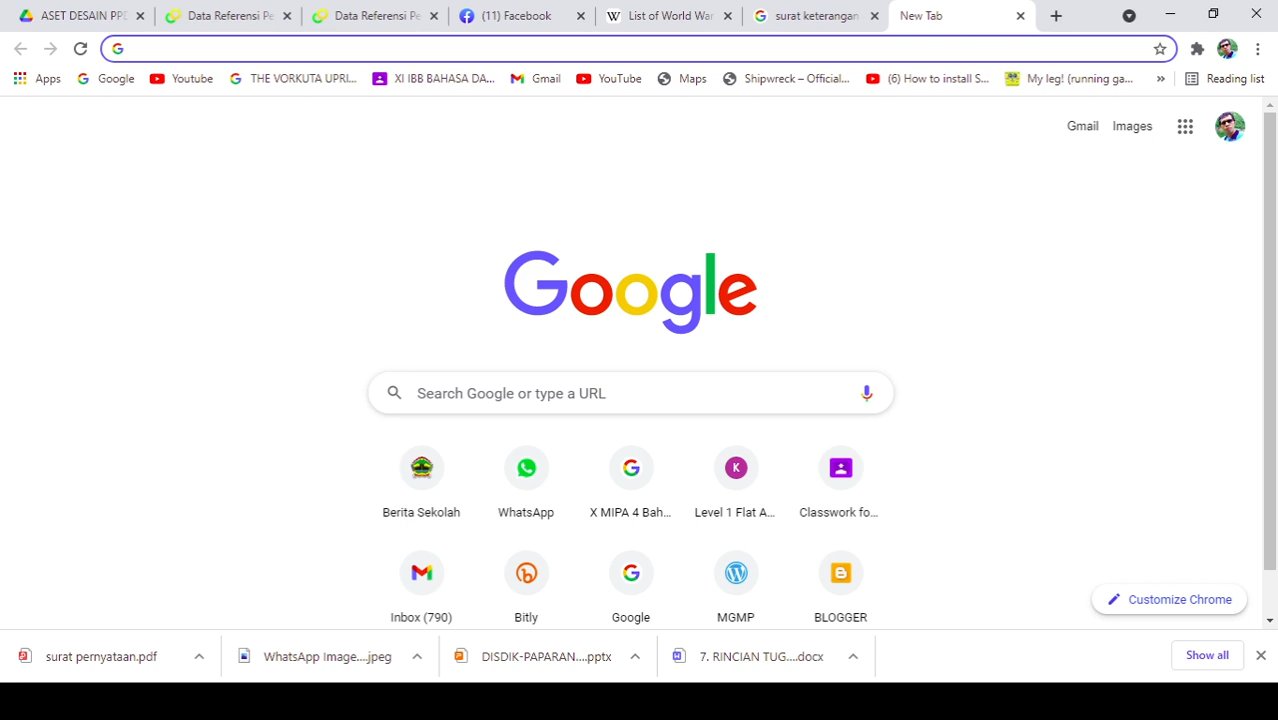 ASET DESAIN PPD
Data Referensi Pe
Data Referensi Pe
(11) Facebook
List of World War
surat keterangan
New Tab
Apps
Google
Youtube
THE VORKUTA UPRI...
XI IBB BAHASA DA...
Gmail
YouTube
Maps
Shipwreck – Official...
(6) How to install S...
My leg! (running ga...
»
Reading list
Gmail
Images
Google
Search Google or type a URL
Berita Sekolah
WhatsApp
X MIPA 4 Bah...
Level 1 Flat A...
Classwork fo...
Inbox (790)
Bitly
Google
MGMP
BLOGGER
Customize Chrome
surat pernyataan.pdf
WhatsApp Image....jpeg
DISDIK-PAPARAN....pptx
7. RINCIAN TUG....docx
Show all